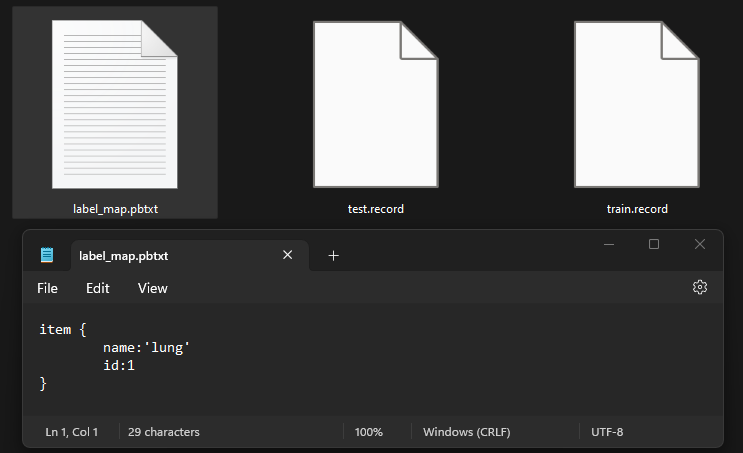 label_map.pbtxt
test.record
train.record
label_map.pbtxt
File Edit View
item {
name:'lung'
id:1
}
Ln 1, Col 1 29 characters 100% Windows (CRLF) UTF-8